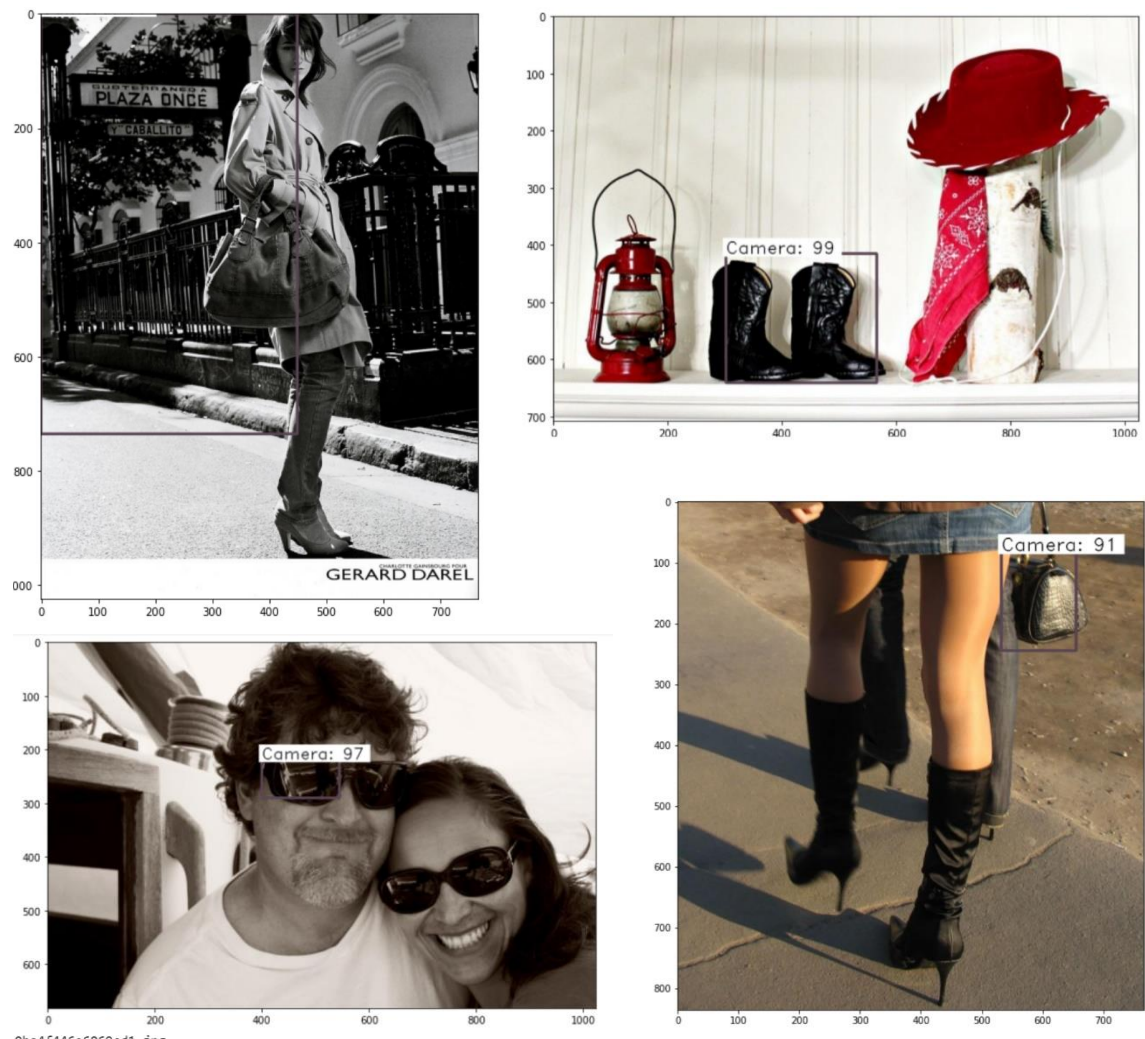 0
200
400
600
800
000
0 100 200 300 400 500 600 700
SUBTERRANEO A
PLAZA ONCE
Y "CABALLITO"
CHARLOTTE GAINSBOURG POUR
GERARD DAREL
0
100
200
300
400
500
600
700
0 200 400 600 800 1000
Camera: 99
0
100
200
300
400
500
600
0 200 400 600 800 1000
Camera: 97
0
100
200
300
400
500
600
700
800
0 100 200 300 400 500 600 700
Camera: 91